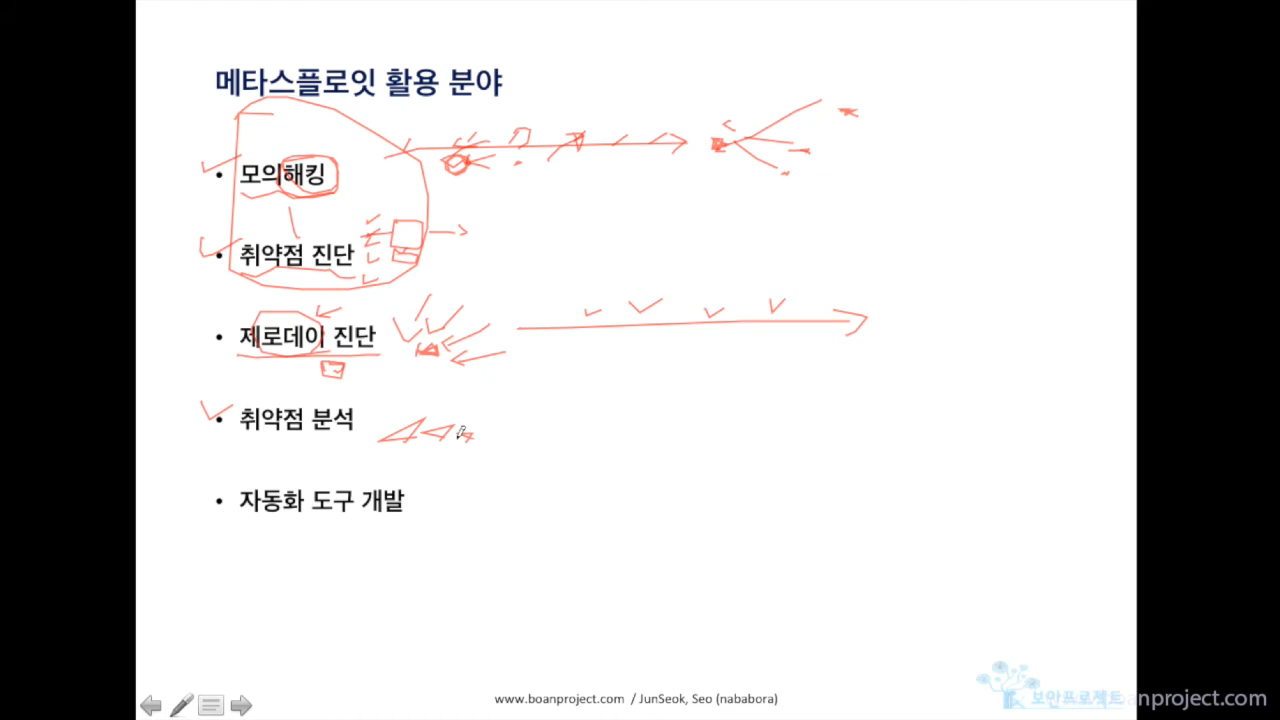 메타스플로잇 활용 분야
• 모의해킹
• 취약점 진단
• 제로데이 진단
• 취약점 분석
• 자동화 도구 개발
www.boanproject.com / JunSeok, Seo (nababora)
보안프로젝트
anproject.com